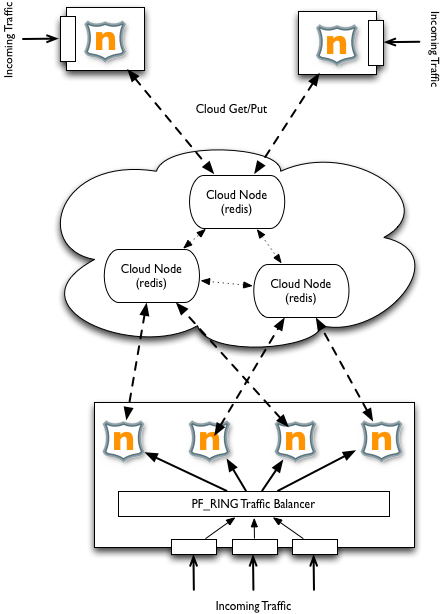 Incoming Traffic
n
n
Incoming Traffic
Cloud Get/Put
Cloud Node
(redis)
Cloud Node
(redis)
Cloud Node
(redis)
n
n
n
n
PF_RING Traffic Balancer
Incoming Traffic